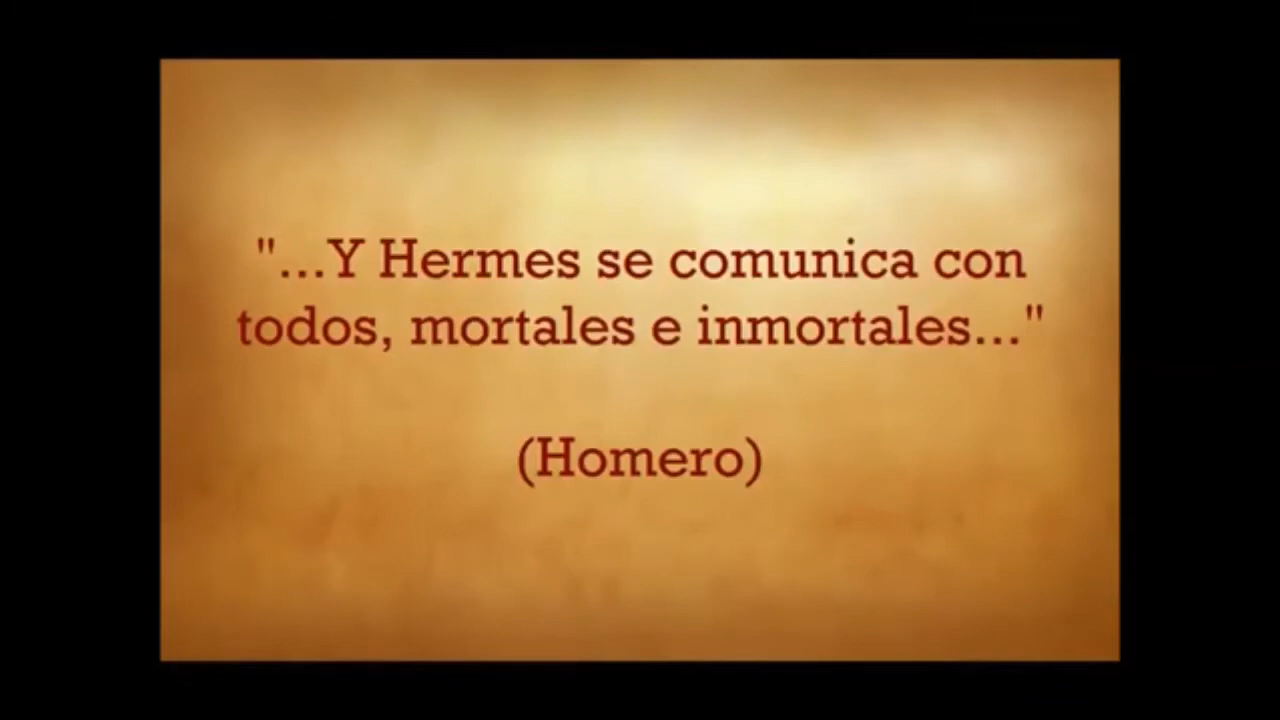 "...Y Hermes se comunica con
todos, mortales e inmortales..."
(Homero)